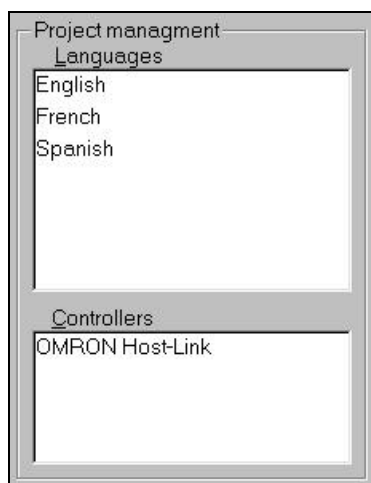 Project managment
Languages
English
French
Spanish
Controllers
OMRON Host-Link